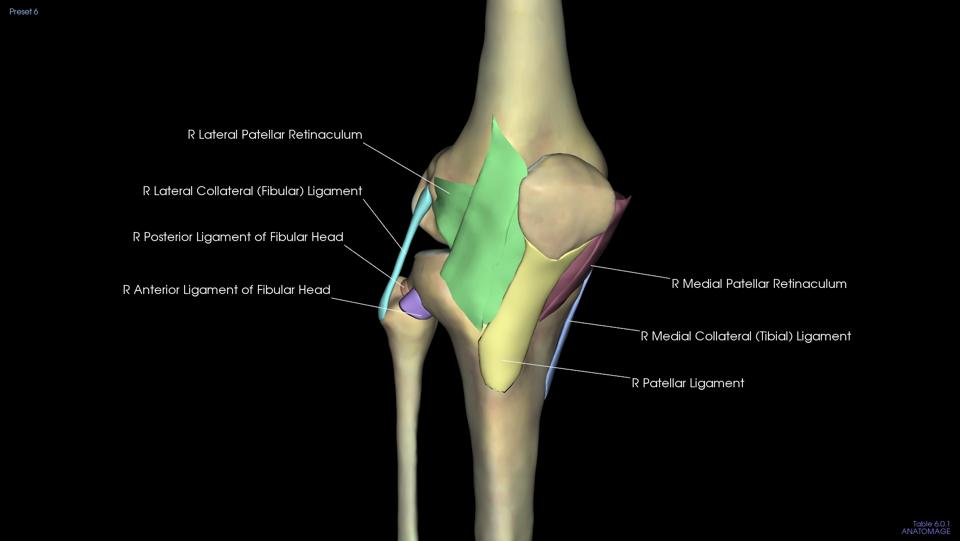 Preset 6
R Lateral Patellar Retinaculum
R Lateral Collateral (Fibular) Ligament
R Posterior Ligament of Fibular Head
R Anterior Ligament of Fibular Head
R Medial Patellar Retinaculum
R Medial Collateral (Tibial) Ligament
R Patellar Ligament
Table 6.0.1
ANATOMAGE